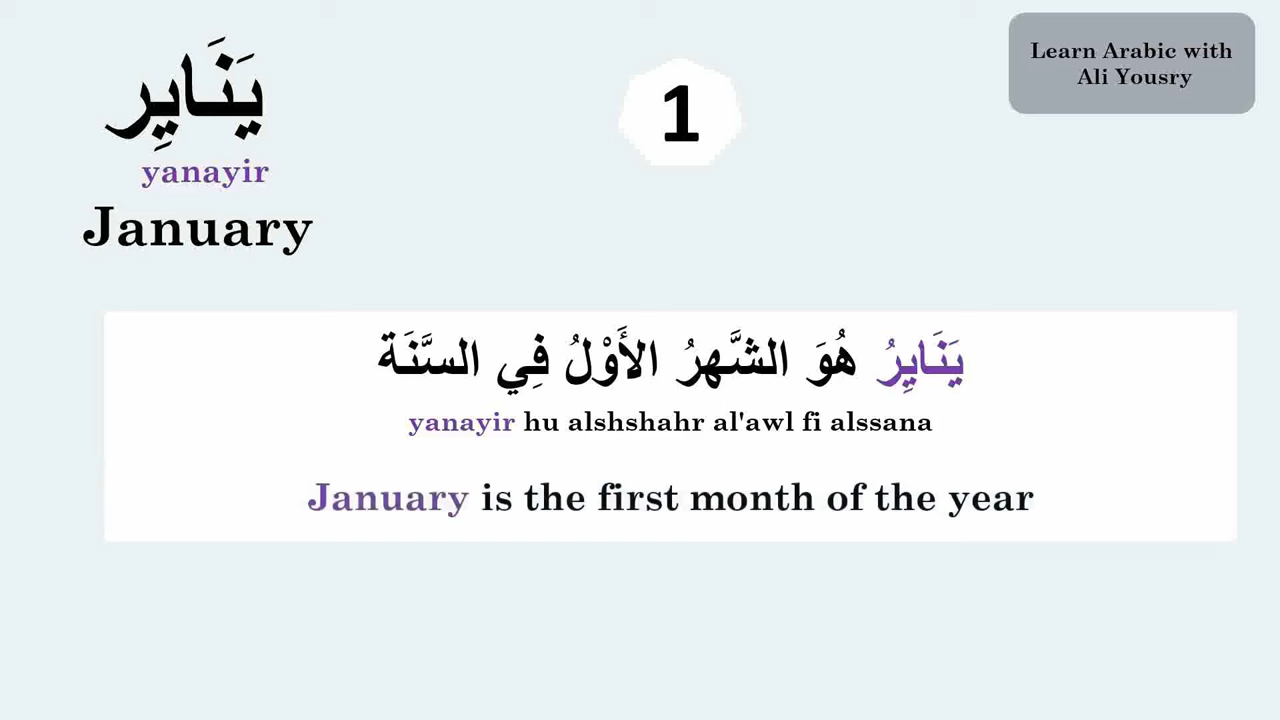 يَنَايِر
yanayir
January
1
Learn Arabic with
Ali Yousry
يَنَايِرُ هُوَ الشَّهرُ الأَوْلُ فِي السَّنَة
yanayir hu alshshahr al'awl fi alssana
January is the first month of the year